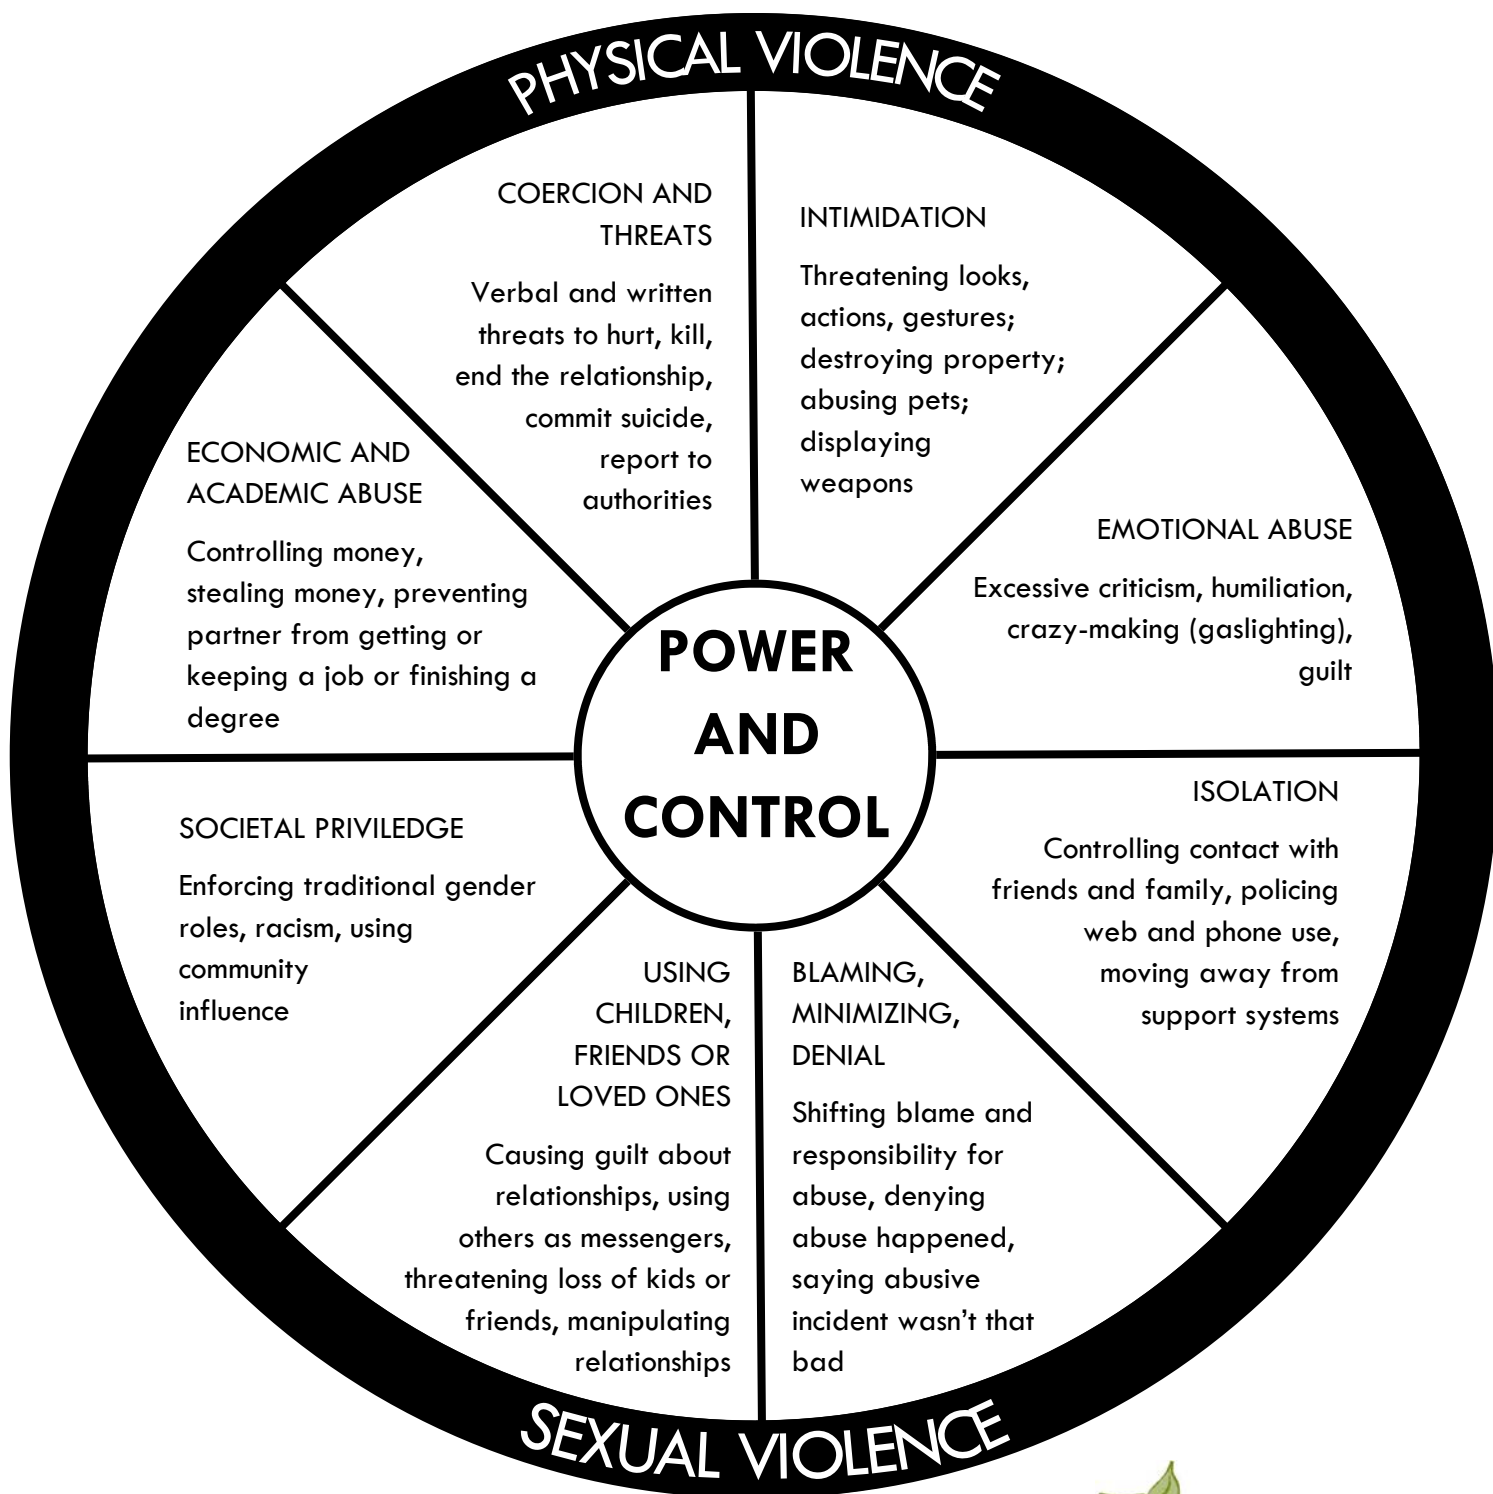 PHYSICAL VIOLENCE
COERCION AND
THREATS
Verbal and written
threats to hurt, kill,
end the relationship,
commit suicide,
report to
authorities
INTIMIDATION
Threatening looks,
actions, gestures;
destroying property;
abusing pets;
displaying
weapons
EMOTIONAL ABUSE
Excessive criticism, humiliation,
crazy-making (gaslighting),
guilt
ISOLATION
Controlling contact with
friends and family, policing
web and phone use,
moving away from
support systems
BLAMING,
MINIMIZING,
DENIAL
Shifting blame and
responsibility for
abuse, denying
abuse happened,
saying abusive
incident wasn’t that
bad
USING
CHILDREN,
FRIENDS OR
LOVED ONES
Causing guilt about
relationships, using
others as messengers,
threatening loss of kids or
friends, manipulating
relationships
SOCIETAL PRIVILEDGE
Enforcing traditional gender
roles, racism, using
community
influence
ECONOMIC AND
ACADEMIC ABUSE
Controlling money,
stealing money, preventing
partner from getting or
keeping a job or finishing a
degree
POWER
AND
CONTROL
SEXUAL VIOLENCE